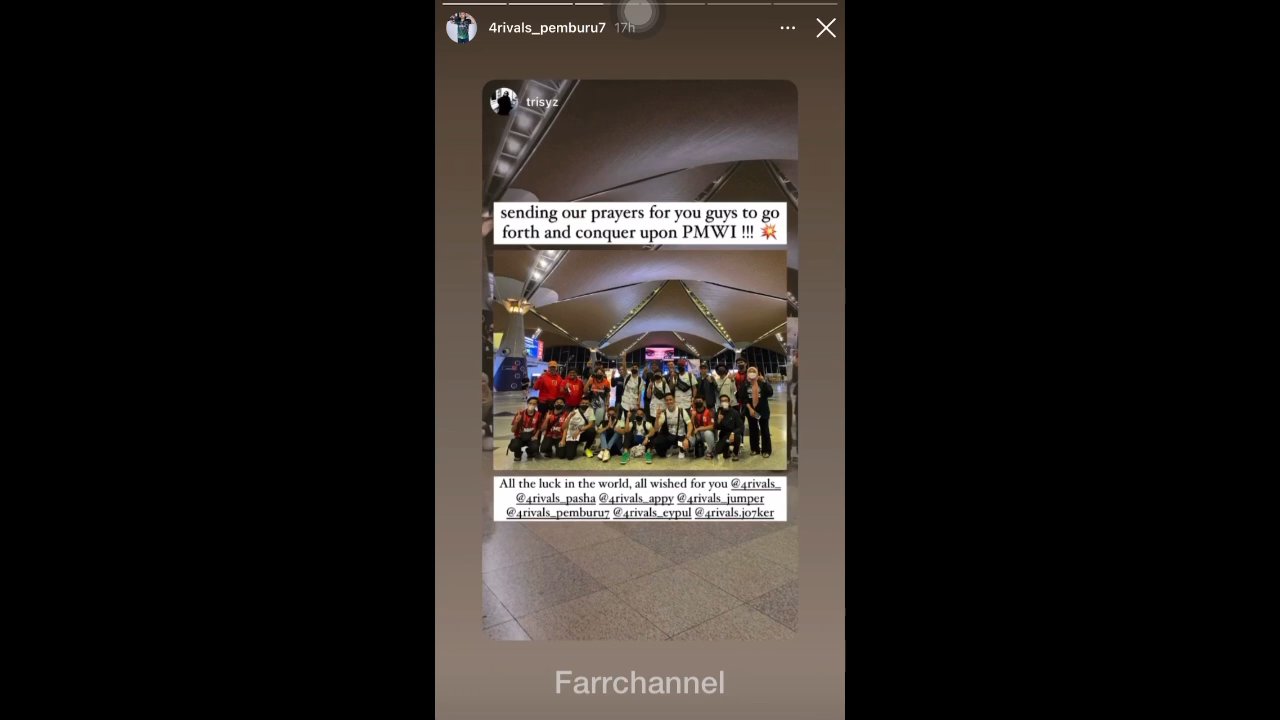 4rivals_pemburu7 17h
trisyz
sending our prayers for you guys to go
forth and conquer upon PMWI !!! 💥
All the luck in the world, all wished for you @4rivals_
@4rivals_pasha @4rivals_appy @4rivals_jumper
@4rivals_pemburu7 @4rivals_eypul @4rivals.jo7ker
Farrchannel